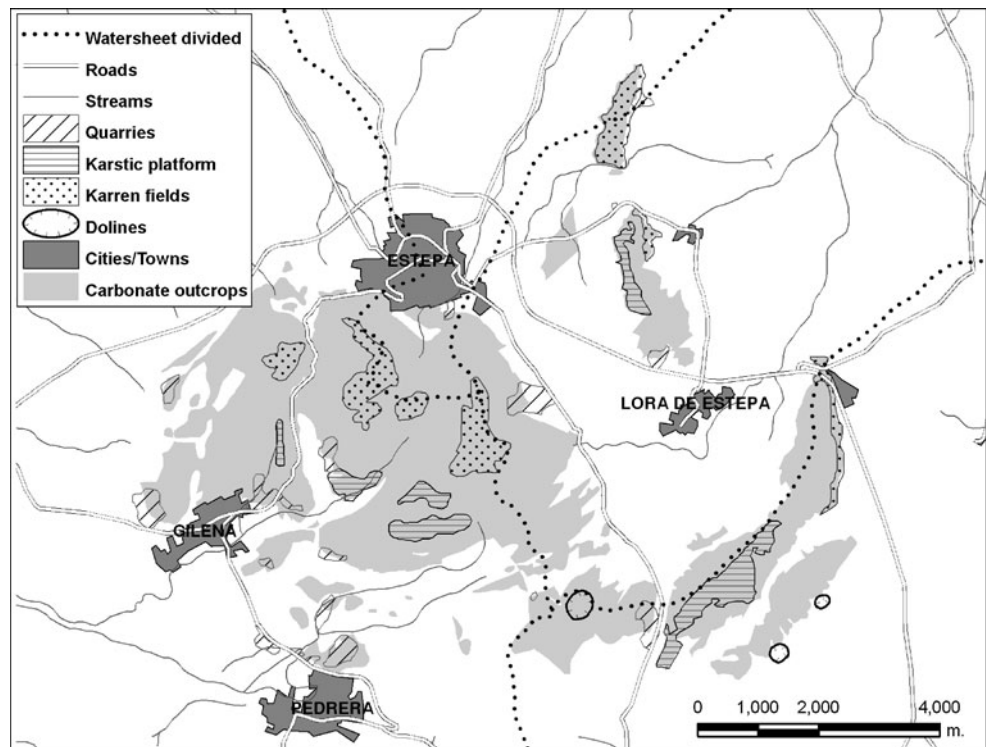 Watersheet divided
Roads
Streams
Quarries
Karstic platform
Karren fields
Dolines
Cities/Towns
Carbonate outcrops
ESTEPA
LORA DE ESTEPA
GILENA
PEDRERA
0 1,000 2,000 4,000
m.